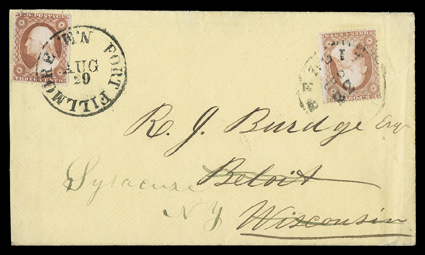 FORT FILLMORE N.M
AUG
29
R. J. Burdge Esq
Beloit
Syracuse
Wisconsin
N.Y.